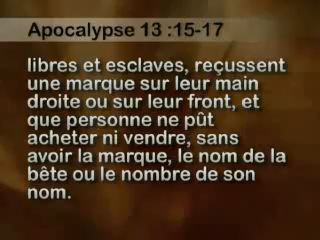 Apocalypse 13 :15-17
libres et esclaves, reçussent
une marque sur leur main
droite ou sur leur front, et
que personne ne pût
acheter ni vendre, sans
avoir la marque, le nom de la
bête ou le nombre de son
nom.